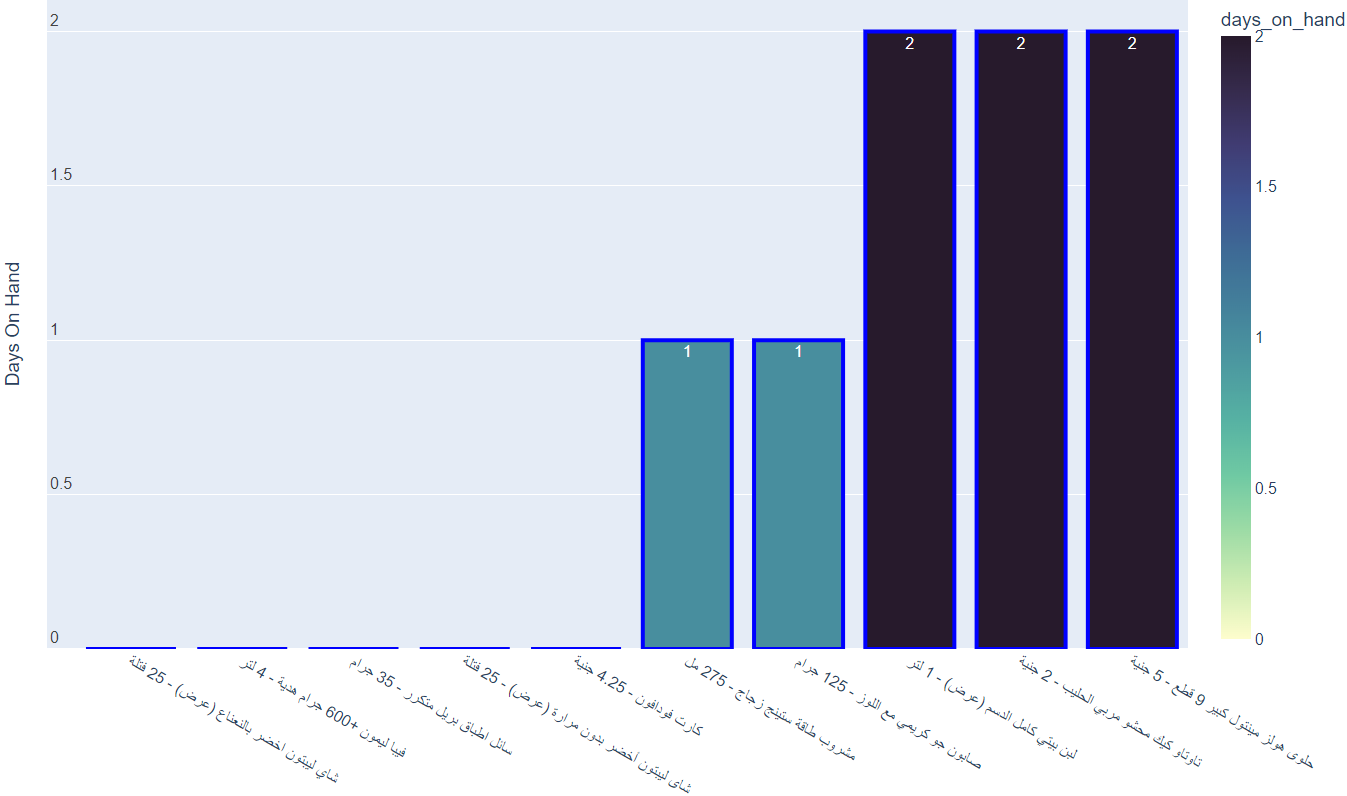 days_on_hand
2
1.5
1
0.5
0
Days On Hand
2
1.5
1
0.5
0
1
1
2
2
2
شاي ليبتون اخضر بالنعناع (عرض) - 25 فتلة
فيبا ليمون +600 جرام هدية - 4 لتر
سائل اطباق بريل متكرر - 35 جرام
شاى ليبتون أخضر بدون مرارة (عرض) - 25 فتلة
كارت فودافون - 4.25 جنية
مشروب طاقة ستينج زجاج - 275 مل
صابون جو كريمي مع اللوز - 125 جرام
لبن بيتي كامل الدسم (عرض) - 1 لتر
تاوتاو كيك محشو مربي الحليب - 2 جنية
حلوى هولز مينتول كبير 9 قطع - 5 جنية